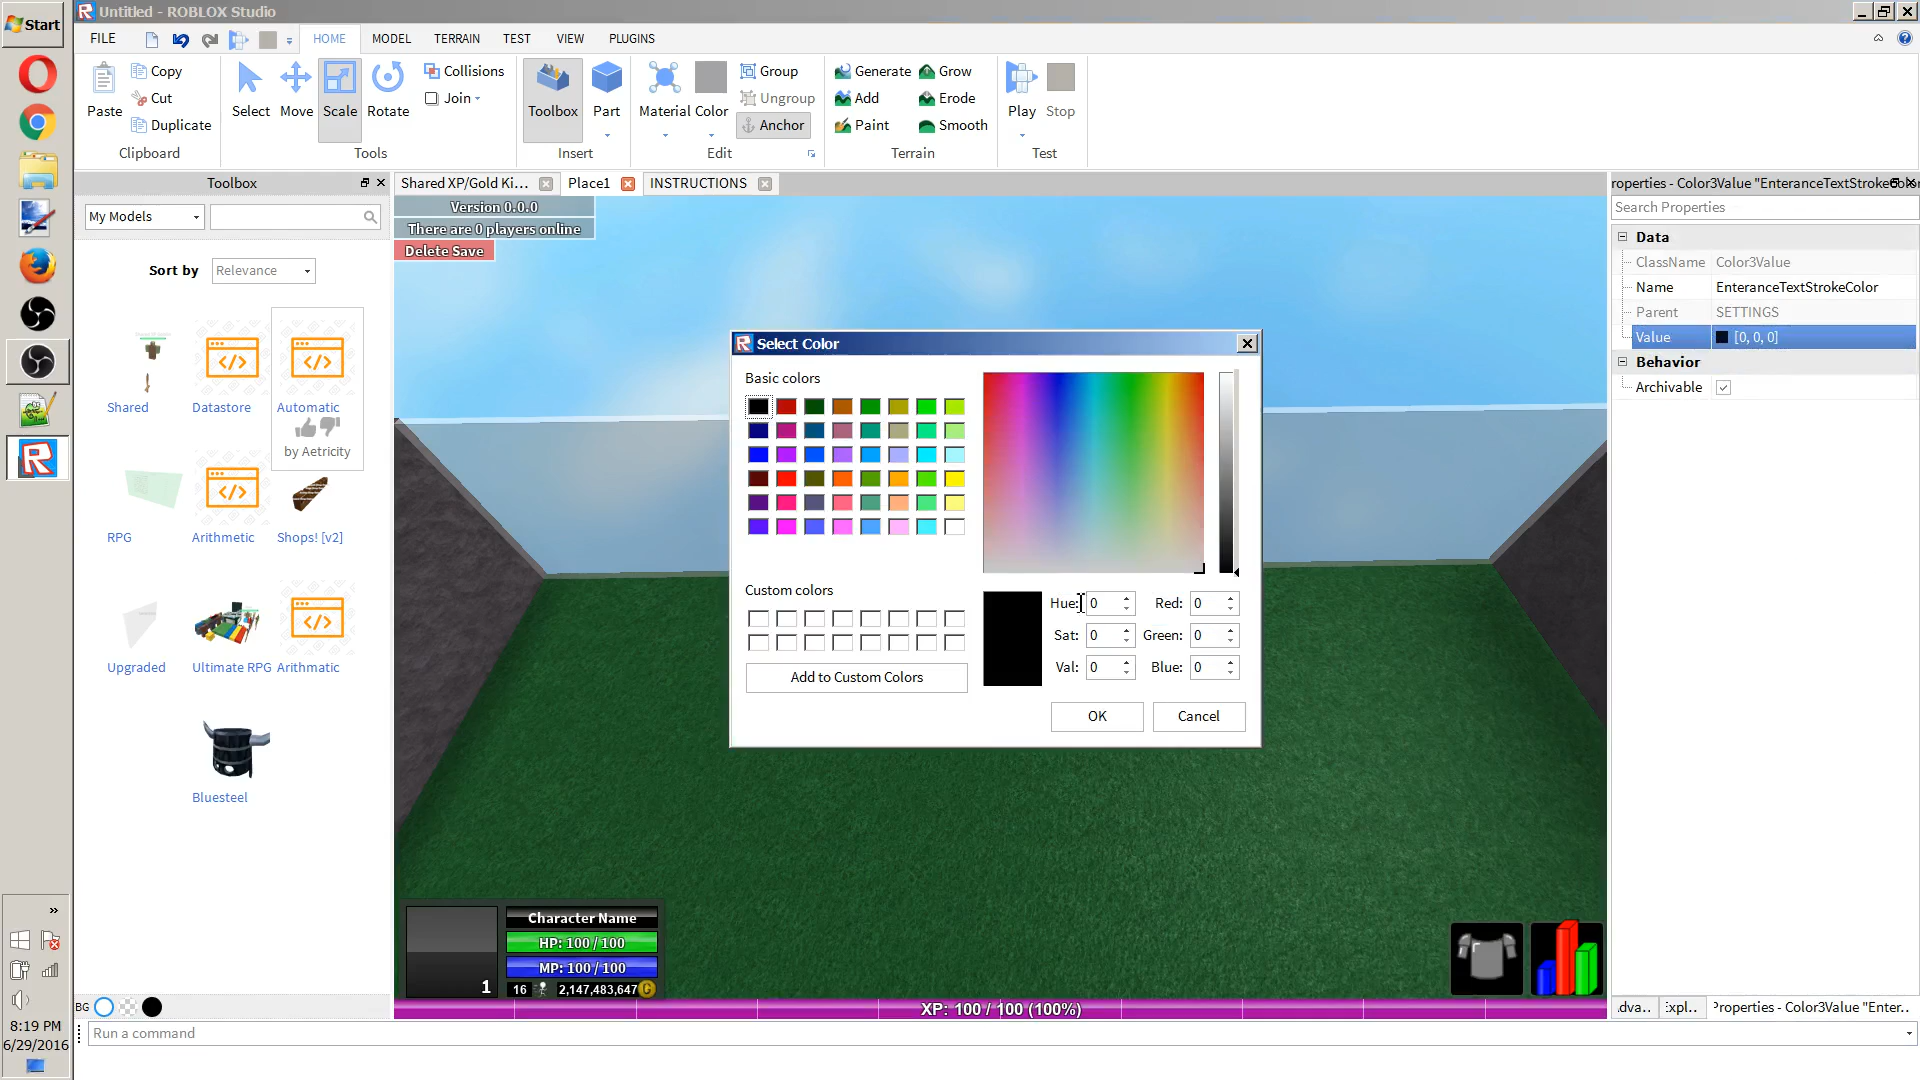 Start
Untitled - ROBLOX Studio
FILE
HOME
MODEL
TERRAIN
TEST
VIEW
PLUGINS
Paste
Copy
Cut
Duplicate
Clipboard
Select
Move
Scale
Rotate
Collisions
Join
Tools
Toolbox
Part
Insert
Material
Color
Group
Ungroup
Anchor
Edit
Generate
Grow
Add
Erode
Paint
Smooth
Terrain
Play
Stop
Test
Toolbox
My Models
Sort by
Relevance
Shared
Datastore
Automatic
by Aetricity
RPG
Arithmetic
Shops! [v2]
Upgraded
Ultimate RPG
Arithmatic
Bluesteel
BG
Shared XP/Gold Ki...
Place1
INSTRUCTIONS
Version 0.0.0
There are 0 players online
Delete Save
Select Color
Basic colors
Custom colors
Add to Custom Colors
Hue: 0
Red: 0
Sat: 0
Green: 0
Val: 0
Blue: 0
OK
Cancel
Character Name
HP: 100 / 100
MP: 100 / 100
1
16
2,147,483,647
C
XP: 100 / 100 (100%)
roperties - Color3Value "EnteranceTextStrokeColor
Search Properties
Data
ClassName Color3Value
Name EnteranceTextStrokeColor
Parent SETTINGS
Value [0, 0, 0]
Behavior
Archivable
Properties - Color3Value "Enter...
Run a command
8:19 PM
6/29/2016